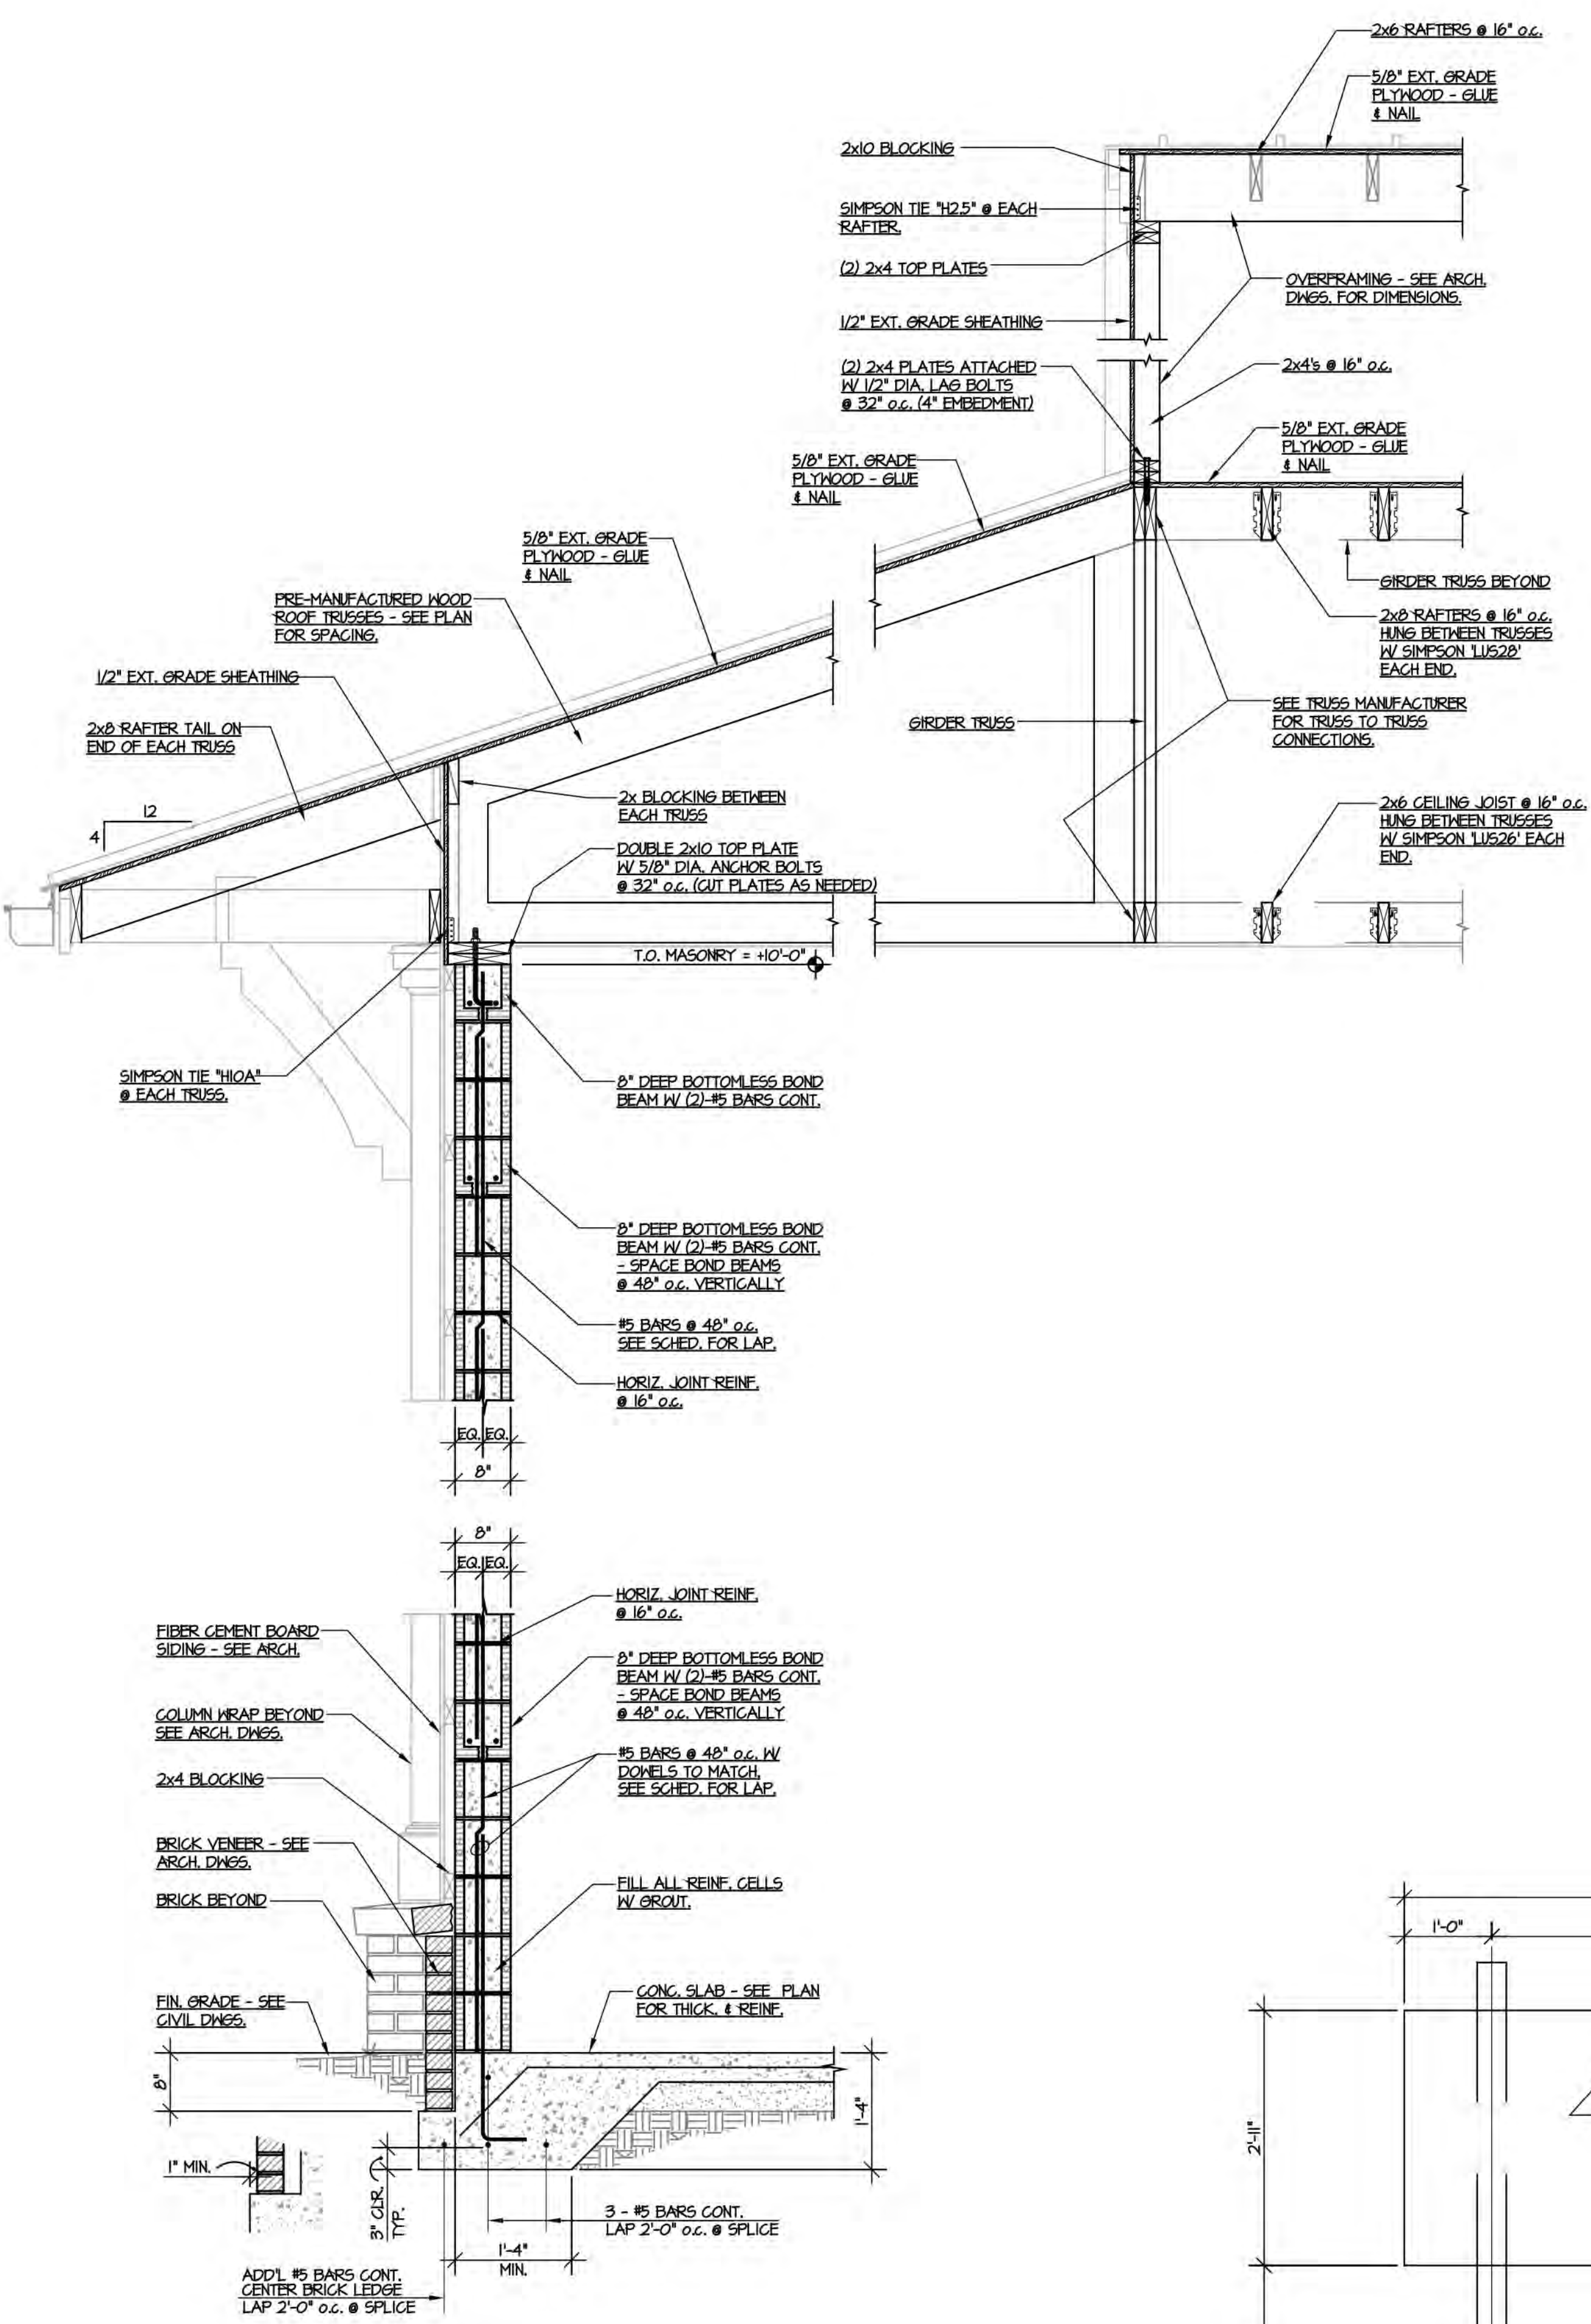 2x6 RAFTERS @ 16" o.c.
5/8" EXT. GRADE
PLYWOOD - GLUE
& NAIL
2x10 BLOCKING
SIMPSON TIE "H2.5" @ EACH
RAFTER.
(2) 2x4 TOP PLATES
OVERFRAMING - SEE ARCH.
DWGS. FOR DIMENSIONS.
1/2" EXT. GRADE SHEATHING
(2) 2x4 PLATES ATTACHED
W/ 1/2" DIA. LAG BOLTS
@ 32" o.c. (4" EMBEDMENT)
2x4's @ 16" o.c.
5/8" EXT. GRADE
PLYWOOD - GLUE
& NAIL
5/8" EXT. GRADE
PLYWOOD - GLUE
& NAIL
5/8" EXT. GRADE
PLYWOOD - GLUE
& NAIL
PRE-MANUFACTURED WOOD
ROOF TRUSSES - SEE PLAN
FOR SPACING.
GIRDER TRUSS BEYOND
2x8 RAFTERS @ 16" o.c.
HUNG BETWEEN TRUSSES
W/ SIMPSON 'LUS28'
EACH END.
1/2" EXT. GRADE SHEATHING
2x8 RAFTER TAIL ON
END OF EACH TRUSS
GIRDER TRUSS
SEE TRUSS MANUFACTURER
FOR TRUSS TO TRUSS
CONNECTIONS.
12
4
2x BLOCKING BETWEEN
EACH TRUSS
2x6 CEILING JOIST @ 16" o.c.
HUNG BETWEEN TRUSSES
W/ SIMPSON 'LUS26' EACH
END.
DOUBLE 2x10 TOP PLATE
W/ 5/8" DIA. ANCHOR BOLTS
@ 32" o.c. (CUT PLATES AS NEEDED)
T.O. MASONRY = +10'-0"
SIMPSON TIE "H10A"
@ EACH TRUSS.
8" DEEP BOTTOMLESS BOND
BEAM W/ (2)-#5 BARS CONT.
8" DEEP BOTTOMLESS BOND
BEAM W/ (2)-#5 BARS CONT.
- SPACE BOND BEAMS
@ 48" o.c. VERTICALLY
#5 BARS @ 48" o.c.
SEE SCHED. FOR LAP.
HORIZ. JOINT REINF.
@ 16" o.c.
EQ. EQ.
8"
8"
EQ. EQ.
HORIZ. JOINT REINF.
@ 16" o.c.
FIBER CEMENT BOARD
SIDING - SEE ARCH.
8" DEEP BOTTOMLESS BOND
BEAM W/ (2)-#5 BARS CONT.
- SPACE BOND BEAMS
@ 48" o.c. VERTICALLY
COLUMN WRAP BEYOND
SEE ARCH. DWGS.
#5 BARS @ 48" o.c. W/
DOWELS TO MATCH.
SEE SCHED. FOR LAP.
2x4 BLOCKING
BRICK VENEER - SEE
ARCH. DWGS.
BRICK BEYOND
FILL ALL REINF. CELLS
W/ GROUT.
1'-0"
FIN. GRADE - SEE
CIVIL DWGS.
CONC. SLAB - SEE PLAN
FOR THICK. & REINF.
8"
1'-4"
2'-11"
1" MIN.
3" CLR.
TYP.
3 - #5 BARS CONT.
LAP 2'-0" o.c. @ SPLICE
1'-4"
MIN.
ADD'L #5 BARS CONT.
CENTER BRICK LEDGE
LAP 2'-0" o.c. @ SPLICE